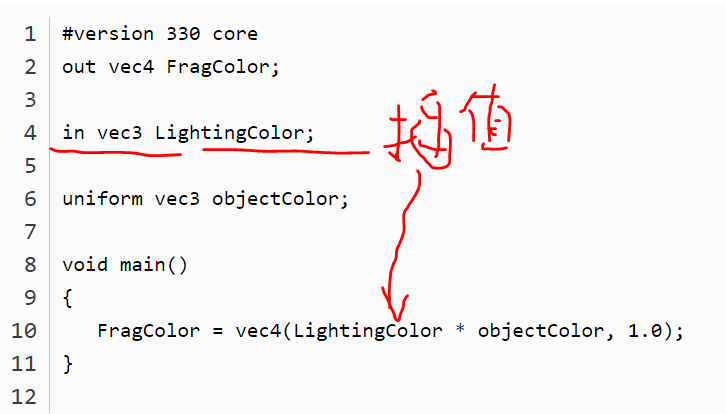 1 #version 330 core
2 out vec4 FragColor;
3
4 in vec3 LightingColor; 插值
5
6 uniform vec3 objectColor;
7
8 void main()
9 {
10 FragColor = vec4(LightingColor * objectColor, 1.0);
11 }
12